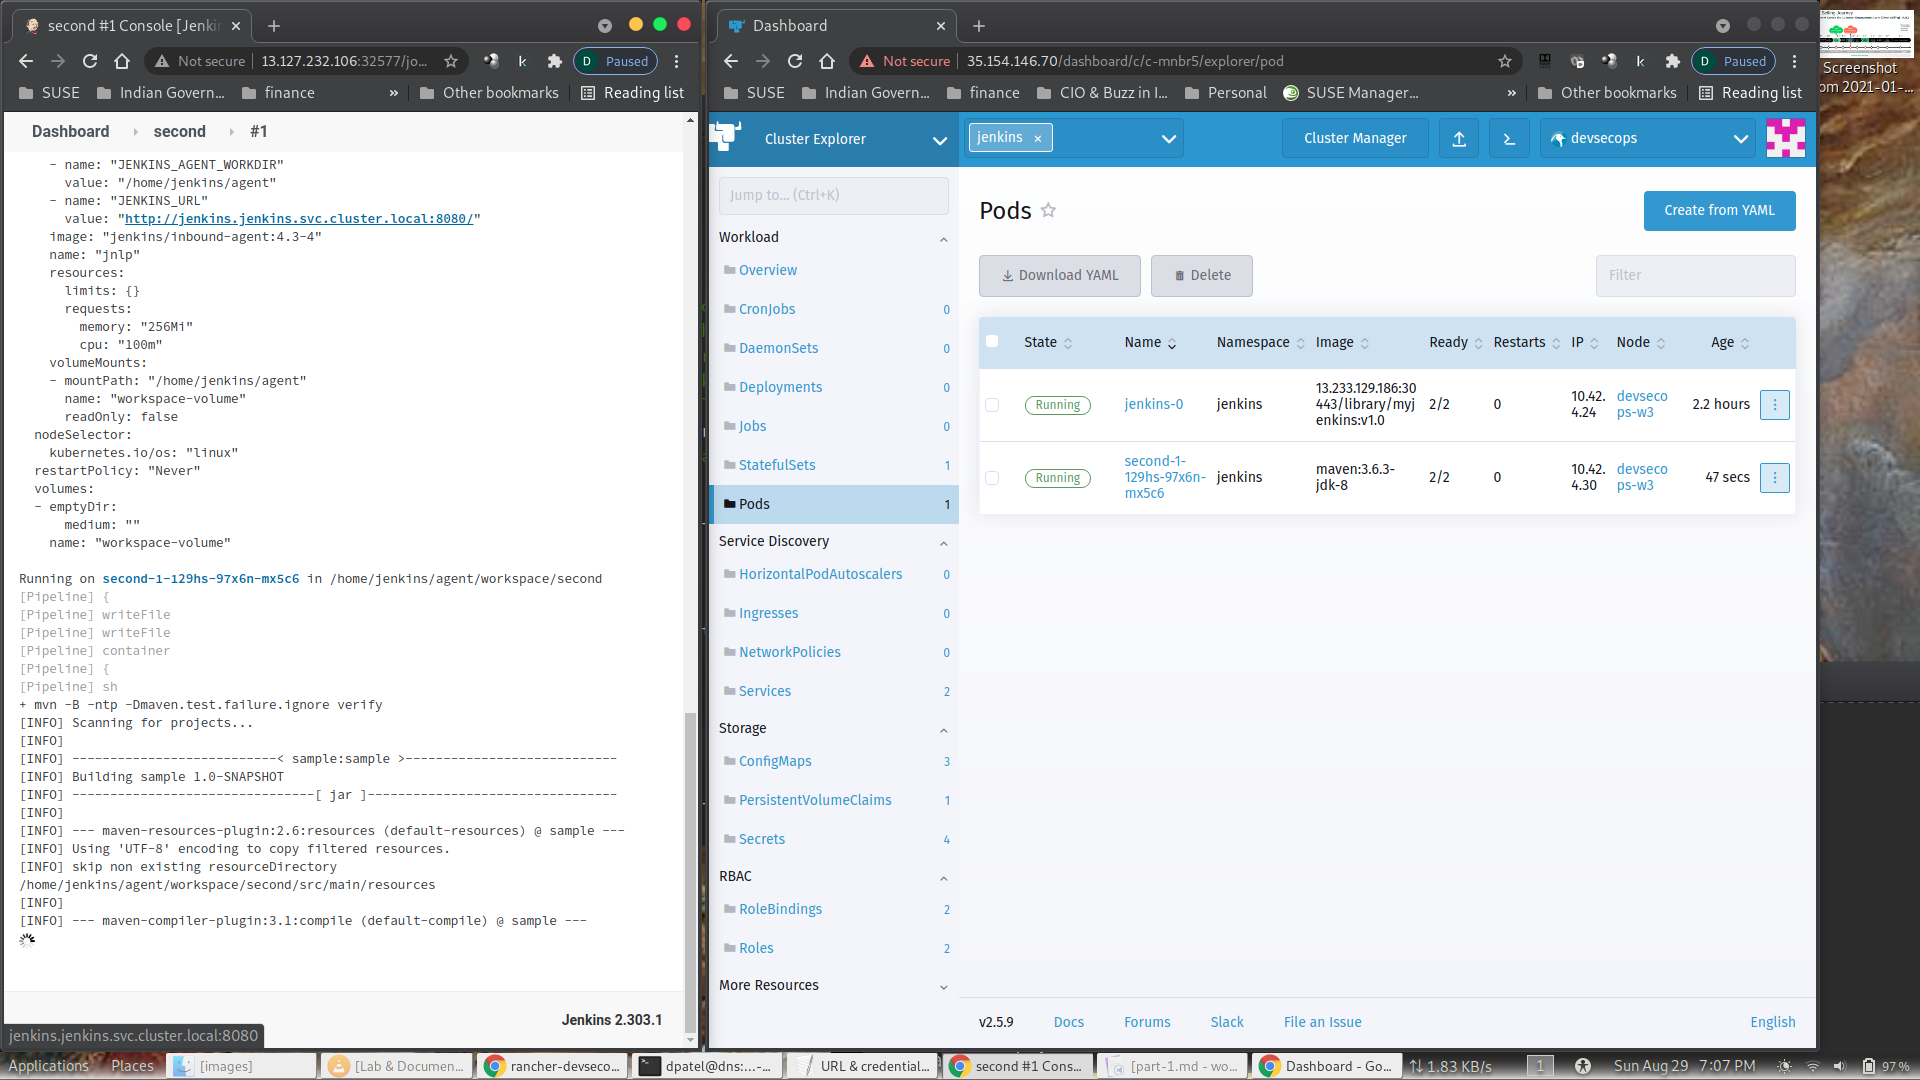 second #1 Console [Jenki
Not secure
13.127.232.106:32577/jo...
k
D Paused
SUSE
Indian Govern...
finance
»
Other bookmarks
Reading list
Dashboard
second
#1
- name: "JENKINS_AGENT_WORKDIR"
value: "/home/jenkins/agent"
- name: "JENKINS_URL"
value: "http://jenkins.jenkins.svc.cluster.local:8080/"
image: "jenkins/inbound-agent:4.3-4"
name: "jnlp"
resources:
limits: {}
requests:
memory: "256Mi"
cpu: "100m"
volumeMounts:
- mountPath: "/home/jenkins/agent"
name: "workspace-volume"
readOnly: false
nodeSelector:
kubernetes.io/os: "linux"
restartPolicy: "Never"
volumes:
- emptyDir:
medium: ""
name: "workspace-volume"
Running on second-1-129hs-97x6n-mx5c6 in /home/jenkins/agent/workspace/second
[Pipeline] {
[Pipeline] writeFile
[Pipeline] writeFile
[Pipeline] container
[Pipeline] {
[Pipeline] sh
+ mvn -B -ntp -Dmaven.test.failure.ignore verify
[INFO] Scanning for projects...
[INFO]
[INFO] ---------------------------< sample:sample >----------------------------
[INFO] Building sample 1.0-SNAPSHOT
[INFO] --------------------------------[ jar ]---------------------------------
[INFO]
[INFO] --- maven-resources-plugin:2.6:resources (default-resources) @ sample ---
[INFO] Using 'UTF-8' encoding to copy filtered resources.
[INFO] skip non existing resourceDirectory
/home/jenkins/agent/workspace/second/src/main/resources
[INFO]
[INFO] --- maven-compiler-plugin:3.1:compile (default-compile) @ sample ---
Jenkins 2.303.1
jenkins.jenkins.svc.cluster.local:8080
Dashboard
Not secure
35.154.146.70/dashboard/c/c-mnbr5/explorer/pod
k
D Paused
SUSE
Indian Govern...
finance
CIO & Buzz in I...
Personal
SUSE Manager...
»
Other bookmarks
Reading list
Cluster Explorer
jenkins ×
Cluster Manager
devsecops
Jump to... (Ctrl+K)
Workload
Overview
CronJobs 0
DaemonSets 0
Deployments 0
Jobs 0
StatefulSets 1
Pods 1
Service Discovery
HorizontalPodAutoscalers 0
Ingresses 0
NetworkPolicies 0
Services 2
Storage
ConfigMaps 3
PersistentVolumeClaims 1
Secrets 4
RBAC
RoleBindings 2
Roles 2
More Resources
Pods
Create from YAML
Download YAML
Delete
Filter
State Name Namespace Image Ready Restarts IP Node Age
Running
jenkins-0
jenkins
13.233.129.186:30
443/library/myj
enkins:v1.0
2/2
0
10.42.
4.24
devseco
ps-w3
2.2 hours
Running
second-1-
129hs-97x6n-
mx5c6
jenkins
maven:3.6.3-
jdk-8
2/2
0
10.42.
4.30
devseco
ps-w3
47 secs
v2.5.9
Docs
Forums
Slack
File an Issue
English
Screenshot
om 2021-01-...
Applications
Places
[images]
[Lab & Documen...
rancher-devseco...
dpatel@dns:...-...
URL & credential...
second #1 Cons...
[part-1.md - wo...
Dashboard - Go...
1.83 KB/s
1
Sun Aug 29 7:07 PM
97 %